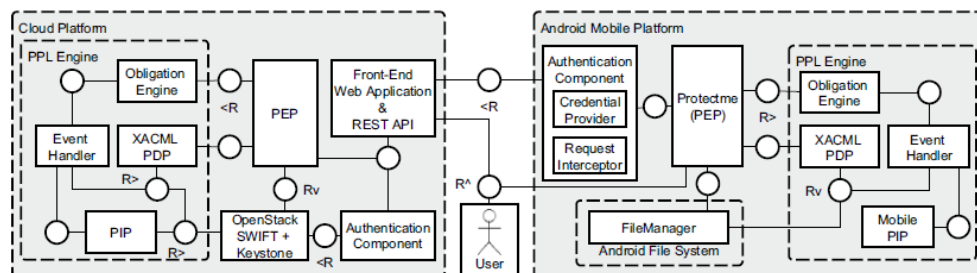 Cloud Platform
PPL Engine
Obligation
Engine
<R
PEP
Front-End
Web Application
&
REST API
Event
Handler
XACML
PDP
R>
<R
Rv
PIP
R>
OpenStack
SWIFT +
Keystone
<R
Authentication
Component
<R
R^
User
Android Mobile Platform
Authentication
Component
Credential
Provider
Request
Interceptor
Protectme
(PEP)
R>
R>
PPL Engine
Obligation
Engine
XACML
PDP
Event
Handler
Rv
Mobile
PIP
FileManager
Android File System